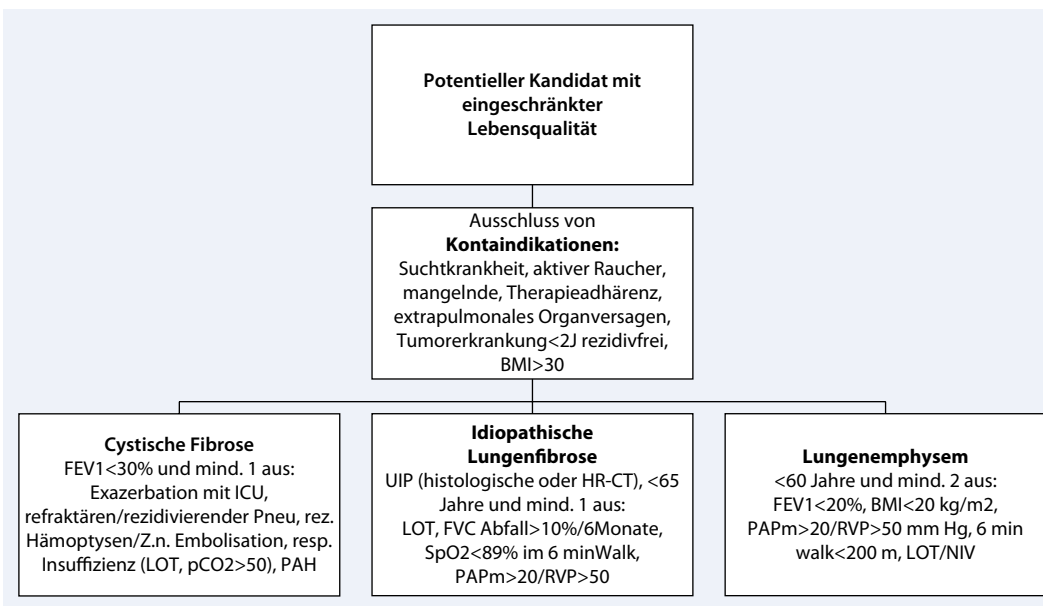 Potentieller Kandidat mit
eingeschränkter
Lebensqualität
Ausschluss von
Kontaindikationen:
Suchtkrankheit, aktiver Raucher,
mangelnde, Therapieadhärenz,
extrapulmonales Organversagen,
Tumorerkrankung<2J rezidivfrei,
BMI>30
Cystische Fibrose
FEV1<30% und mind. 1 aus:
Exazerbation mit ICU,
refraktären/rezidivierender Pneu, rez.
Hämoptysen/Z.n. Embolisation, resp.
Insuffizienz (LOT, pCO2>50), PAH
Idiopathische
Lungenfibrose
UIP (histologische oder HR-CT), <65
Jahre und mind. 1 aus:
LOT, FVC Abfall>10%/6Monate,
SpO2<89% im 6 minWalk,
PAPm>20/RVP>50
Lungenemphysem
<60 Jahre und mind. 2 aus:
FEV1<20%, BMI<20 kg/m2,
PAPm>20/RVP>50 mm Hg, 6 min
walk<200 m, LOT/NIV